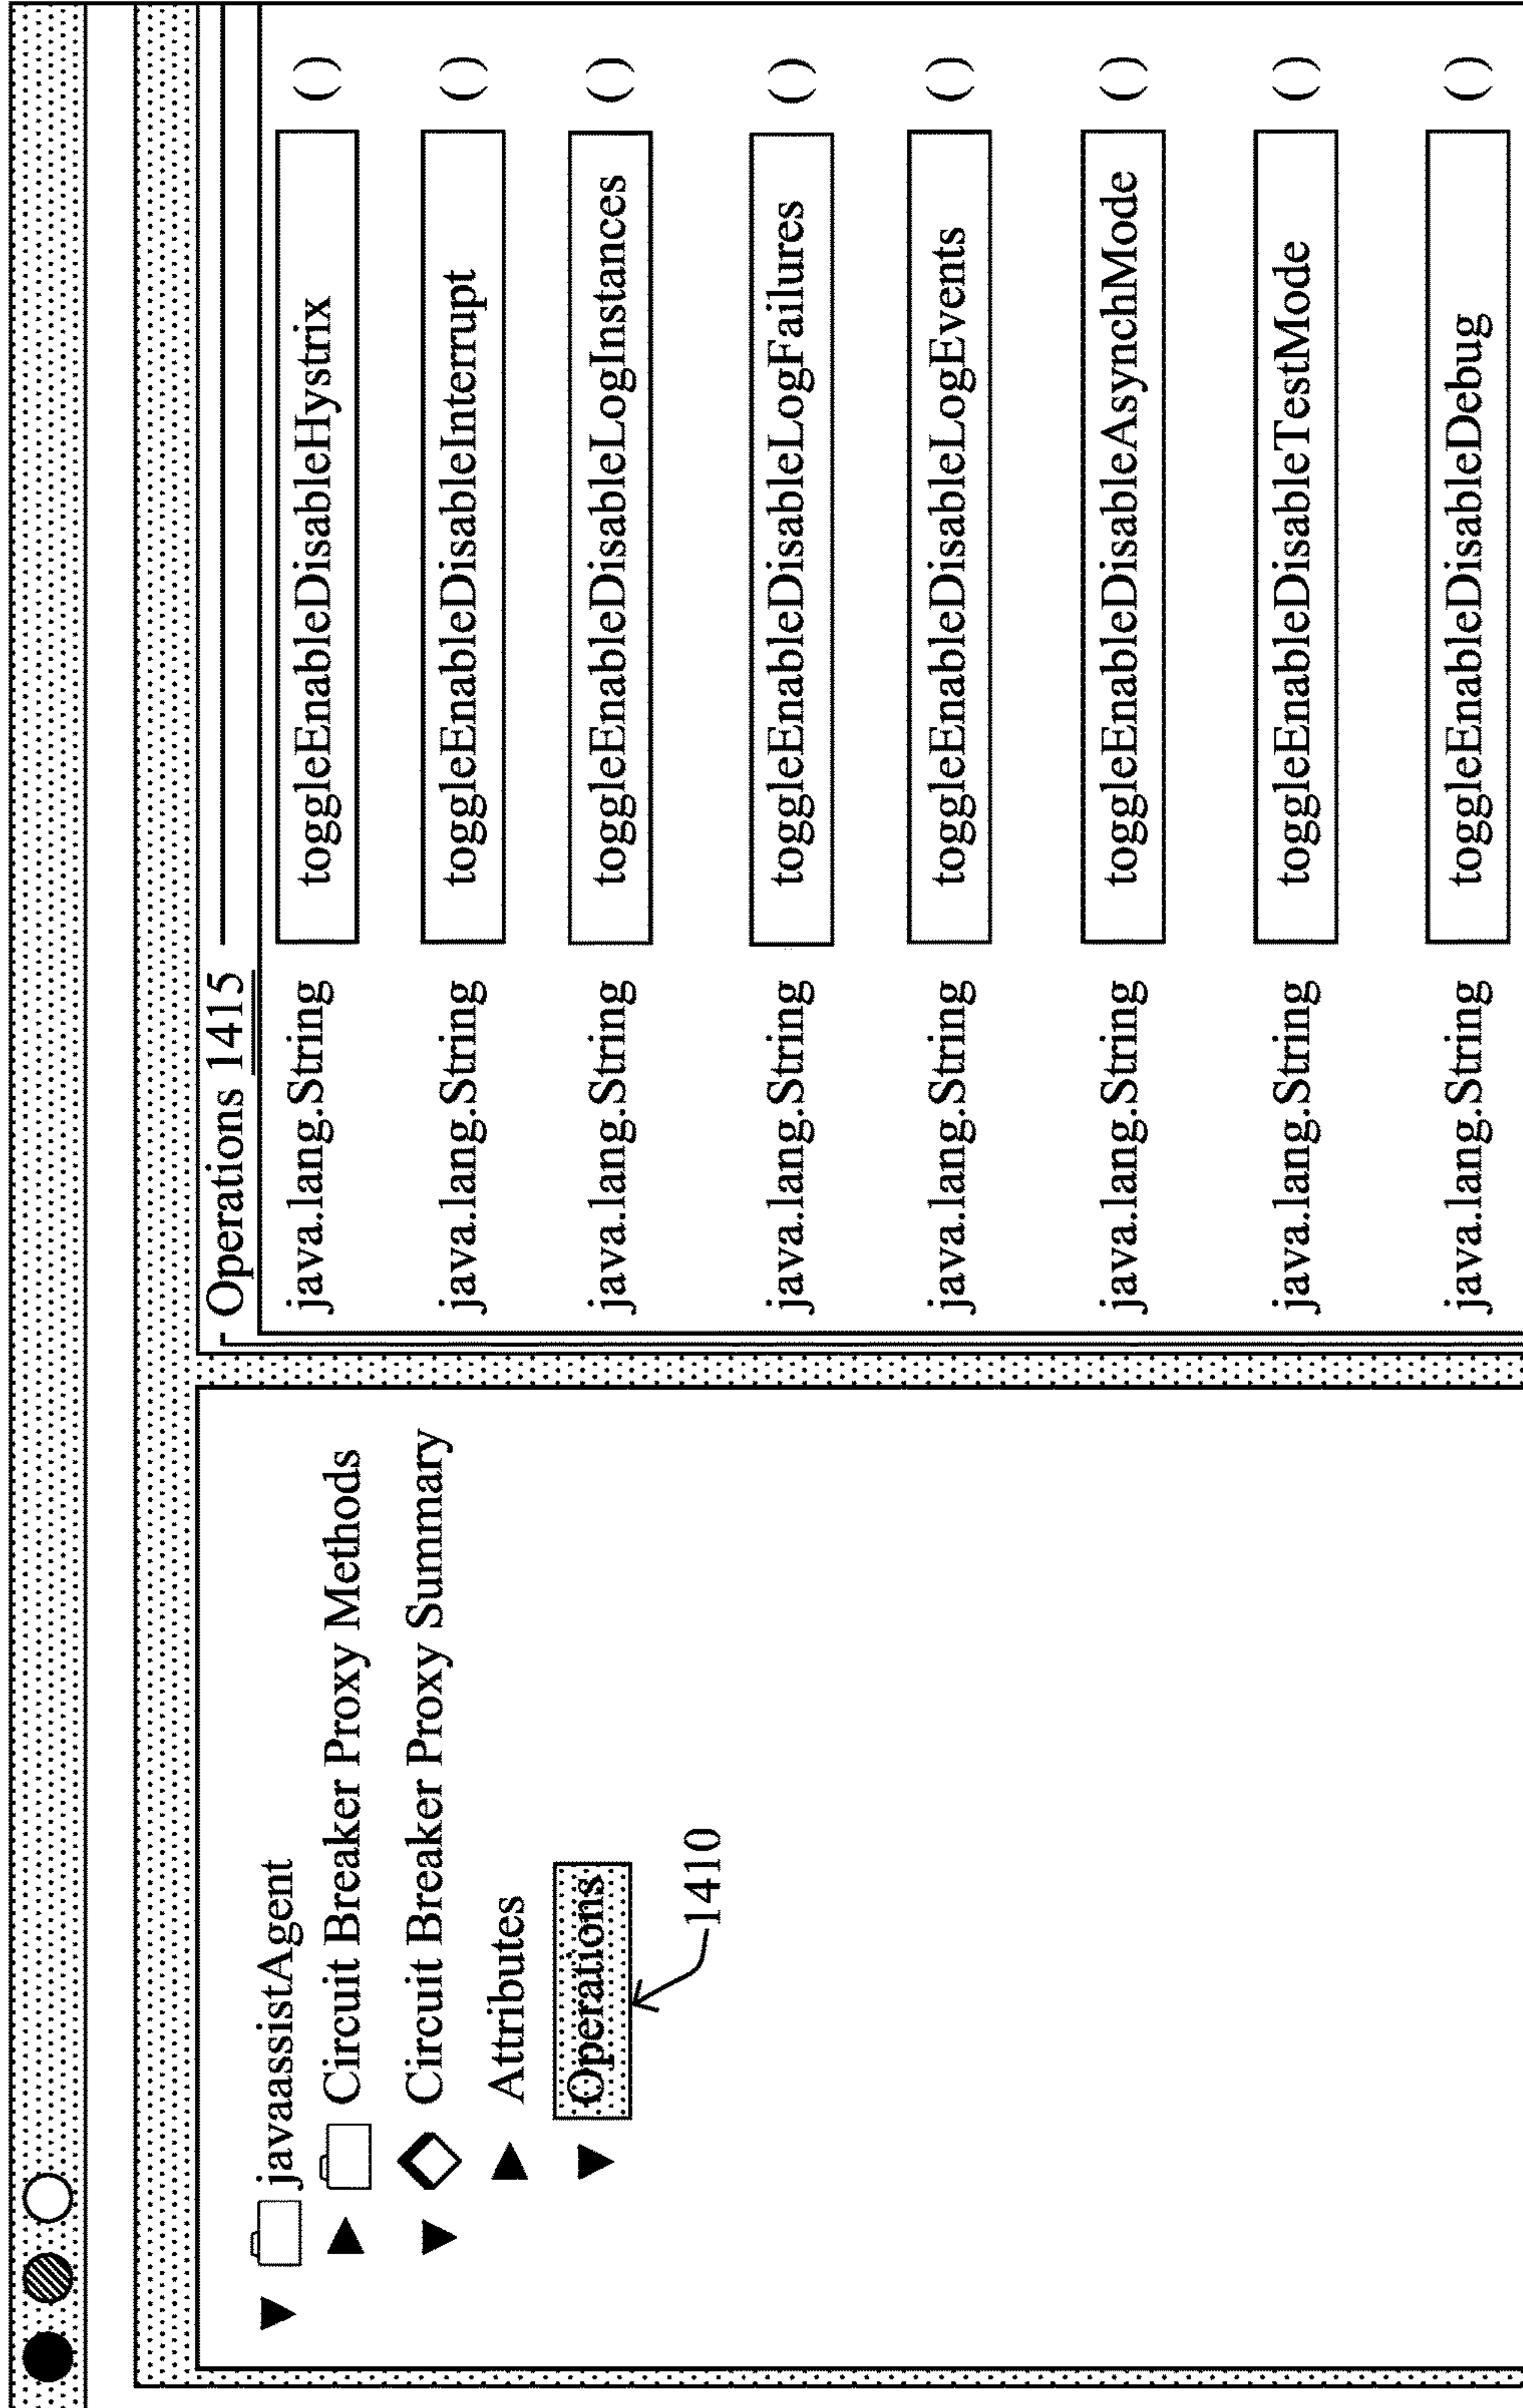 javaassistAgent
Circuit Breaker Proxy Methods
Circuit Breaker Proxy Summary
Attributes
Operations
1410
Operations 1415
java.lang.String toggleEnableDisableHystrix ( )
java.lang.String toggleEnableDisableInterrupt ( )
java.lang.String toggleEnableDisableLogInstances ( )
java.lang.String toggleEnableDisableLogFailures ( )
java.lang.String toggleEnableDisableLogEvents ( )
java.lang.String toggleEnableDisableAsynchMode ( )
java.lang.String toggleEnableDisableTestMode ( )
java.lang.String toggleEnableDisableDebug ( )